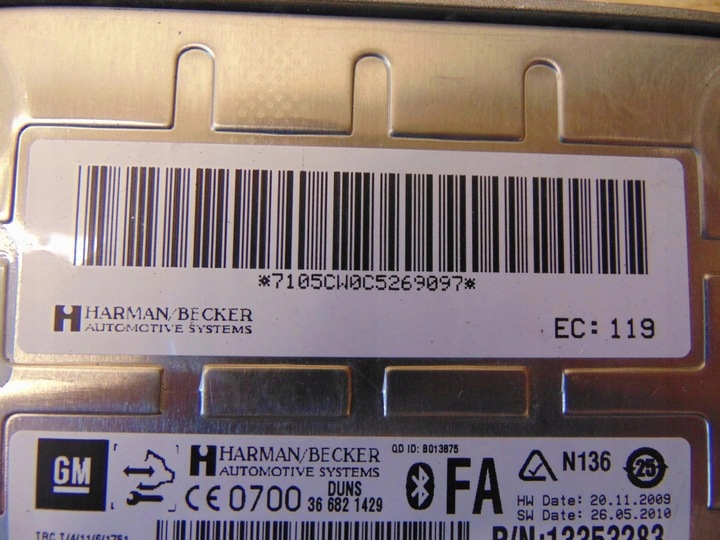 *7105CW0C5269097*
HARMAN/BECKER
AUTOMOTIVE SYSTEMS
EC: 119
GM
HARMAN/BECKER
AUTOMOTIVE SYSTEMS
QD ID: B013875
CE 0700
DUNS
36 682 1429
FA
N136
25
HW Date: 20.11.2009
SW Date: 26.05.2010
P/N:13353283